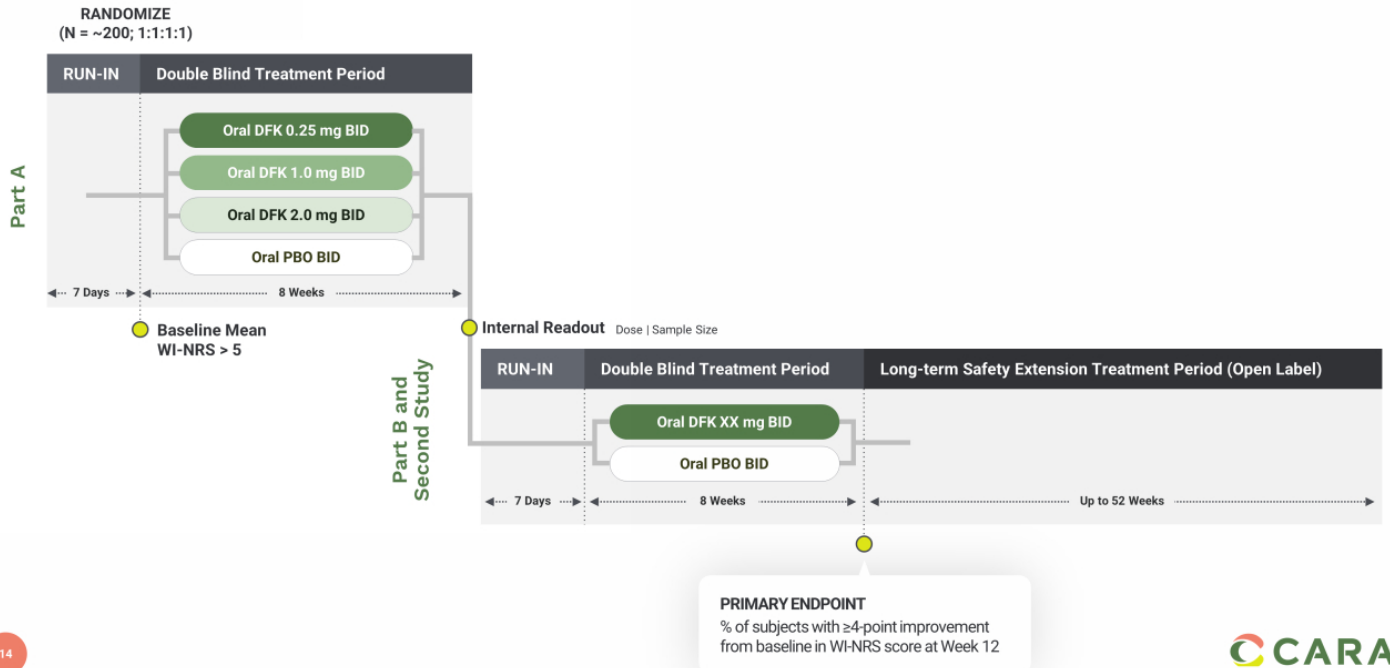 RANDOMIZE
(N = ~200; 1:1:1:1)
RUN-IN
Double Blind Treatment Period
Part A
Oral DFK 0.25 mg BID
Oral DFK 1.0 mg BID
Oral DFK 2.0 mg BID
Oral PBO BID
7 Days
8 Weeks
Baseline Mean
WI-NRS > 5
Internal Readout Dose | Sample Size
Part B and
Second Study
RUN-IN
Double Blind Treatment Period
Long-term Safety Extension Treatment Period (Open Label)
Oral DFK XX mg BID
Oral PBO BID
7 Days
8 Weeks
Up to 52 Weeks
PRIMARY ENDPOINT
% of subjects with ≥4-point improvement
from baseline in WI-NRS score at Week 12
14
CARA